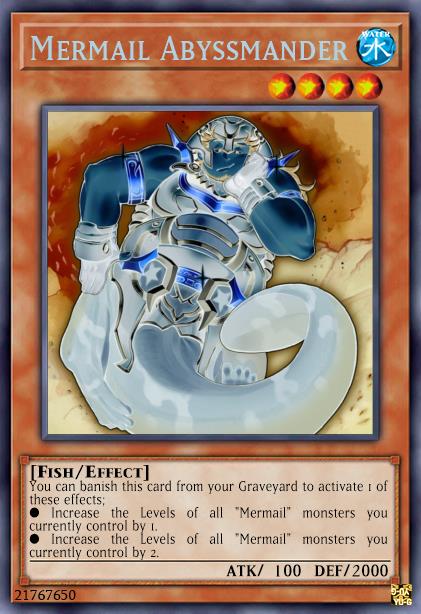 Mermail Abyssmander
WATER
水
[Fish/Effect]
You can banish this card from your Graveyard to activate 1 of
these effects;
● Increase the Levels of all "Mermail" monsters you
currently control by 1.
● Increase the Levels of all "Mermail" monsters you
currently control by 2.
ATK/ 100 DEF/2000
21767650